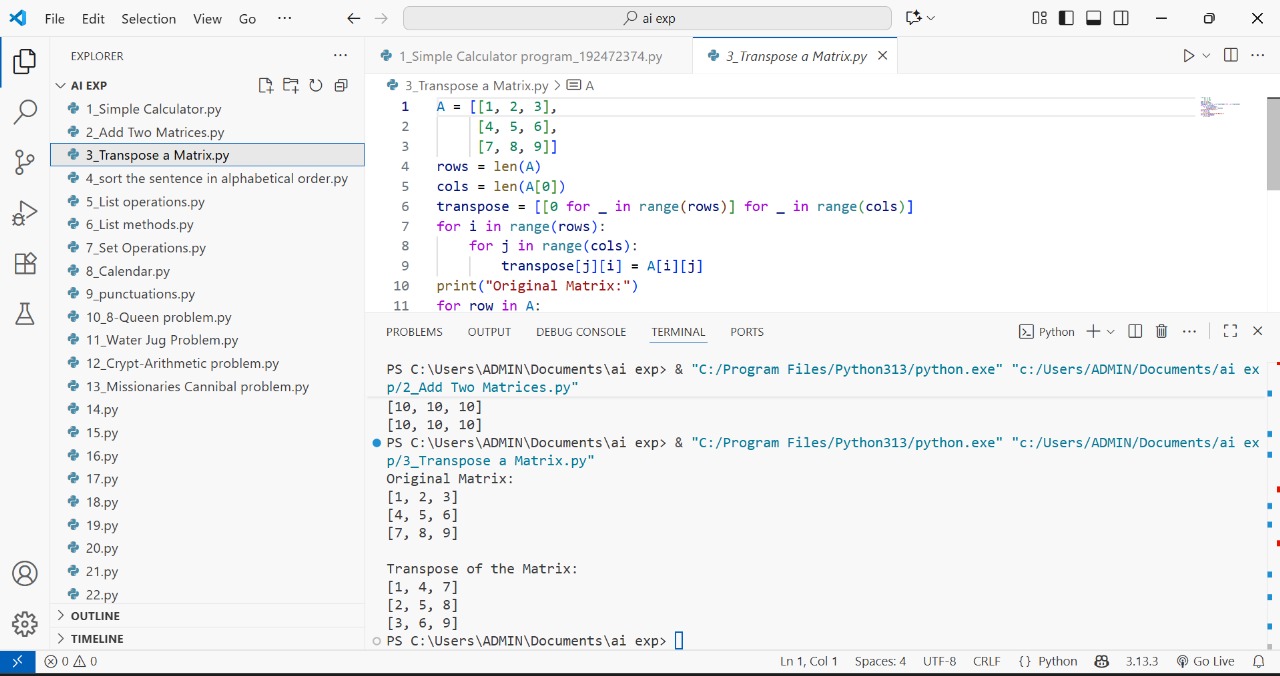 File Edit Selection View Go ···
ai exp
EXPLORER ···
AI EXP
1_Simple Calculator.py
2_Add Two Matrices.py
3_Transpose a Matrix.py
4_sort the sentence in alphabetical order.py
5_List operations.py
6_List methods.py
7_Set Operations.py
8_Calendar.py
9_punctuations.py
10_8-Queen problem.py
11_Water Jug Problem.py
12_Crypt-Arithmetic problem.py
13_Missionaries Cannibal problem.py
14.py
15.py
16.py
17.py
18.py
19.py
20.py
21.py
22.py
OUTLINE
TIMELINE
1_Simple Calculator program_192472374.py
3_Transpose a Matrix.py
3_Transpose a Matrix.py > A
1 A = [[1, 2, 3],
2 [4, 5, 6],
3 [7, 8, 9]]
4 rows = len(A)
5 cols = len(A[0])
6 transpose = [[0 for _ in range(rows)] for _ in range(cols)]
7 for i in range(rows):
8 for j in range(cols):
9 transpose[j][i] = A[i][j]
10 print("Original Matrix:")
11 for row in A:
PROBLEMS OUTPUT DEBUG CONSOLE TERMINAL PORTS
Python
PS C:\Users\ADMIN\Documents\ai exp> & "C:/Program Files/Python313/python.exe" "c:/Users/ADMIN/Documents/ai ex
p/2_Add Two Matrices.py"
[10, 10, 10]
[10, 10, 10]
PS C:\Users\ADMIN\Documents\ai exp> & "C:/Program Files/Python313/python.exe" "c:/Users/ADMIN/Documents/ai ex
p/3_Transpose a Matrix.py"
Original Matrix:
[1, 2, 3]
[4, 5, 6]
[7, 8, 9]
Transpose of the Matrix:
[1, 4, 7]
[2, 5, 8]
[3, 6, 9]
PS C:\Users\ADMIN\Documents\ai exp>
0 0
Ln 1, Col 1 Spaces: 4 UTF-8 CRLF {} Python 3.13.3 Go Live